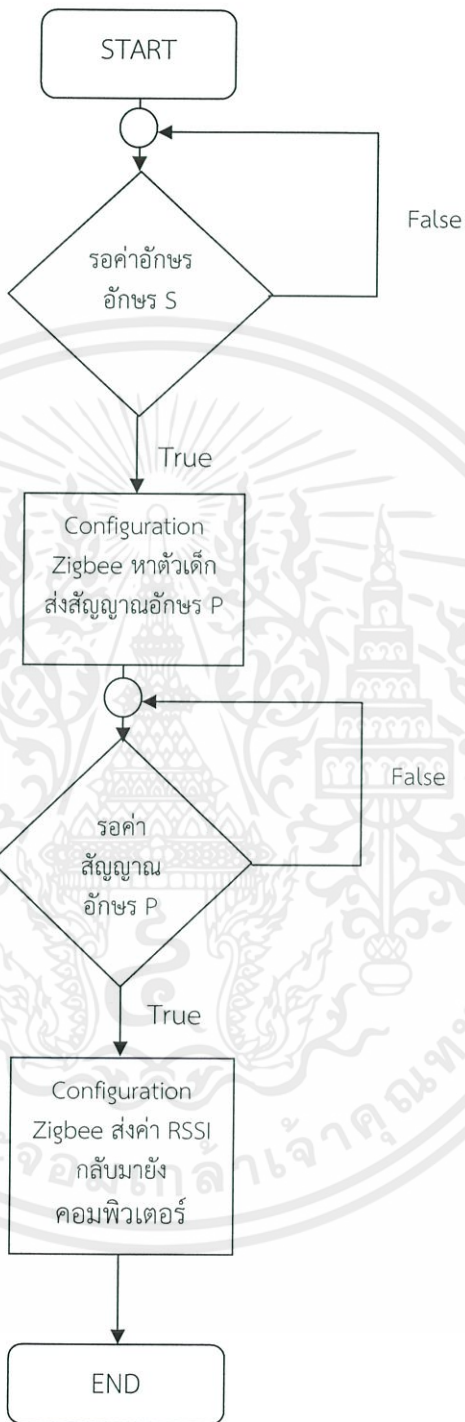 START
False
รอค่าอักษร
อักษร S
True
Configuration
Zigbee หาตัวเด็ก
ส่งสัญญาณอักษร P
False
รอค่า
สัญญาณ
อักษร P
True
Configuration
Zigbee ส่งค่า RSSI
กลับมายัง
คอมพิวเตอร์
END